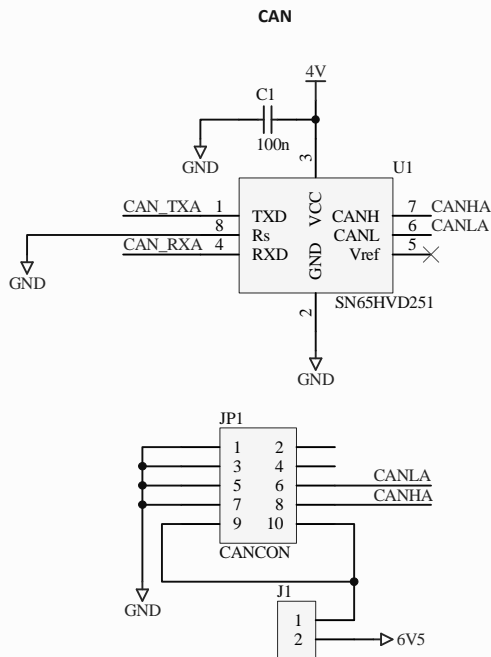 CAN
4V
C1
100n
GND
3
U1
CAN_TXA 1 TXD VCC CANH 7 CANHA
8 Rs CANL 6 CANLA
CAN_RXA 4 RXD GND Vref 5
GND
2
SN65HVD251
GND
JP1
1 2
3 4
5 6 CANLA
7 8 CANHA
9 10
CANCON
GND
J1
1
2 6V5